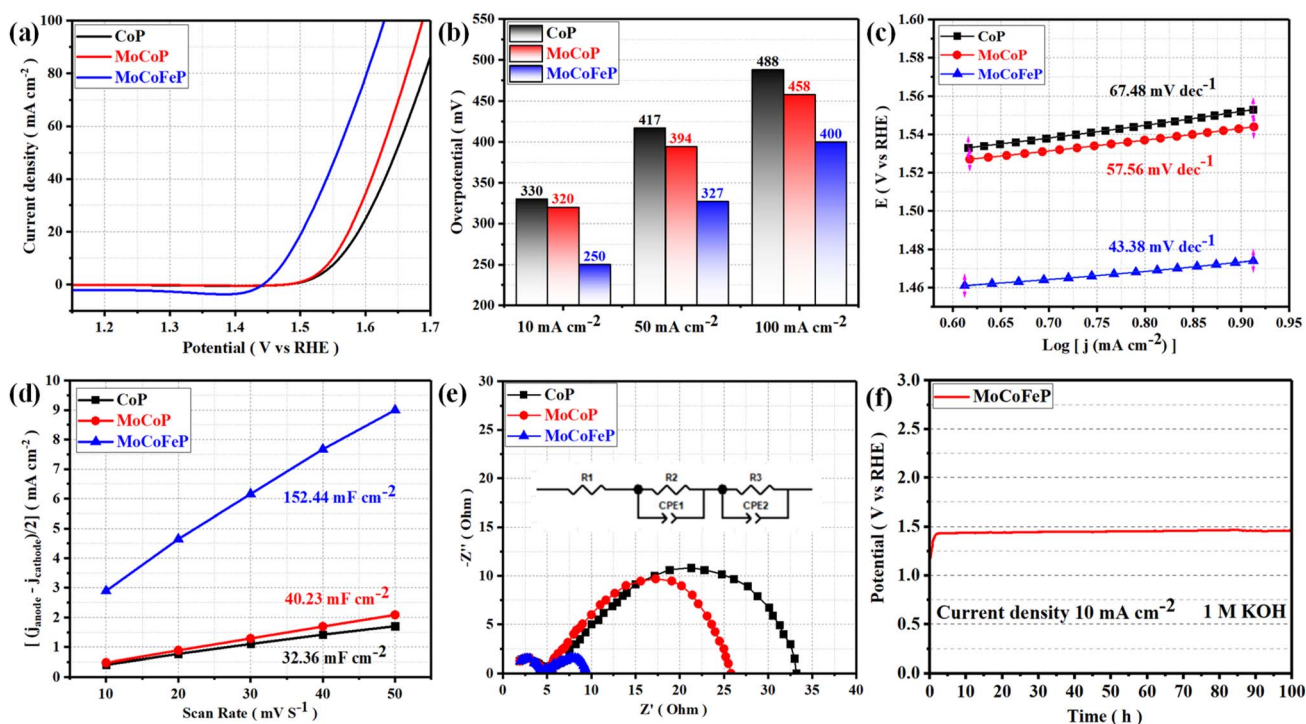 (a)
CoP
MoCoP
MoCoFeP
Current density ( mA cm⁻² )
100
80
60
40
20
0
1.2 1.3 1.4 1.5 1.6 1.7
Potential ( V vs RHE )
(b)
CoP
MoCoP
MoCoFeP
Overpotential ( mV )
550
500
450
400
350
300
250
200
330
320
250
417
394
327
488
458
400
10 mA cm⁻² 50 mA cm⁻² 100 mA cm⁻²
(c)
CoP
MoCoP
MoCoFeP
E ( V vs RHE )
1.60
1.58
1.56
1.54
1.52
1.50
1.48
1.46
67.48 mV dec⁻¹
57.56 mV dec⁻¹
43.38 mV dec⁻¹
0.60 0.65 0.70 0.75 0.80 0.85 0.90 0.95
Log [ j (mA cm⁻²) ]
(d)
CoP
MoCoP
MoCoFeP
[ (j_anode - j_cathode)/2] ( mA cm⁻² )
10
9
8
7
6
5
4
3
2
1
0
152.44 mF cm⁻²
40.23 mF cm⁻²
32.36 mF cm⁻²
10 20 30 40 50
Scan Rate ( mV S⁻¹ )
(e)
CoP
MoCoP
MoCoFeP
-Z'' ( Ohm )
30
25
20
15
10
5
0
R1 R2 R3
CPE1 CPE2
0 5 10 15 20 25 30 35 40
Z' ( Ohm )
(f)
MoCoFeP
Potential ( V vs RHE )
3.0
2.5
2.0
1.5
1.0
0.5
0.0
Current density 10 mA cm⁻² 1 M KOH
0 10 20 30 40 50 60 70 80 90 100
Time ( h )